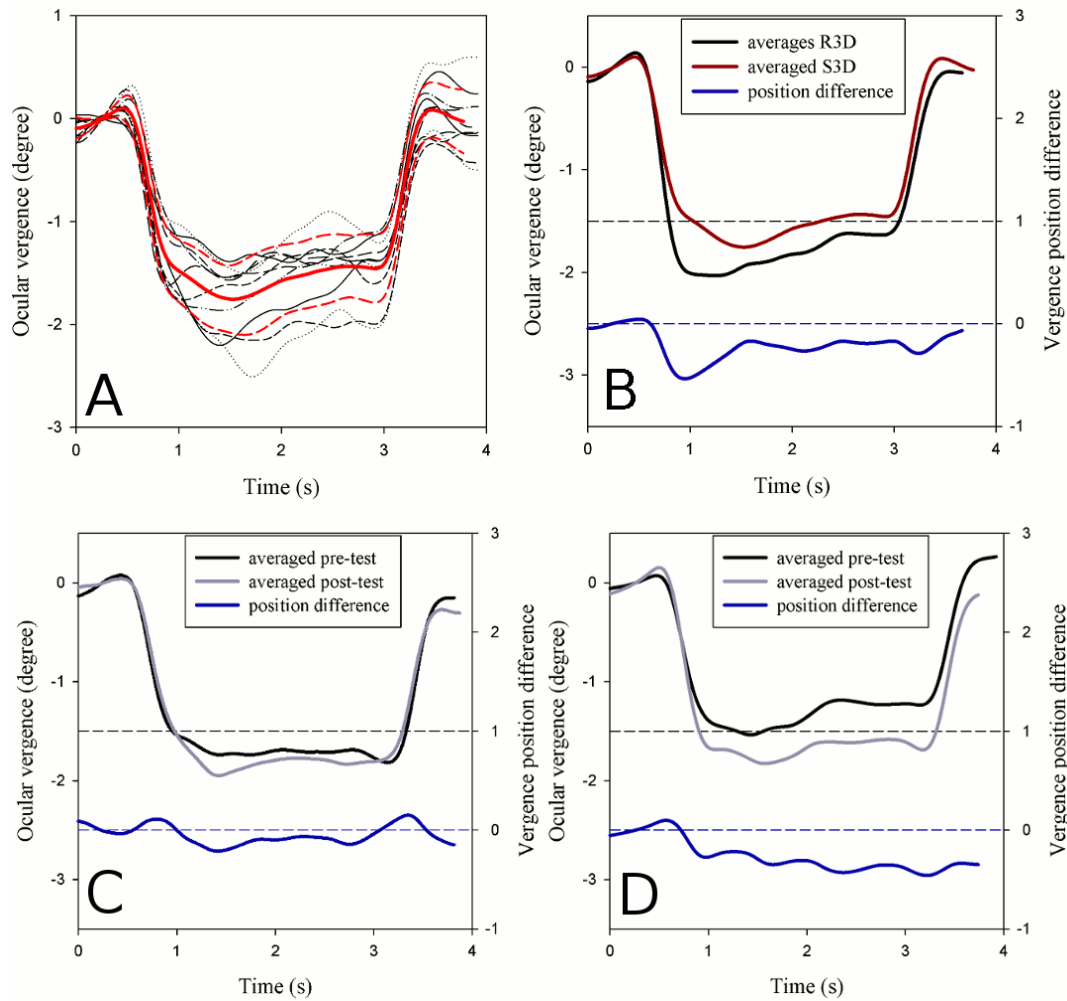 1
0
-1
-2
-3
Ocular vergence (degree)
A
0 1 2 3 4
Time (s)
averages R3D
averaged S3D
position difference
0
-1
-2
-3
Ocular vergence (degree)
3
2
1
0
-1
Vergence position difference
B
0 1 2 3 4
Time (s)
averaged pre-test
averaged post-test
position difference
0
-1
-2
-3
Ocular vergence (degree)
3
2
1
0
-1
Vergence position difference
C
0 1 2 3 4
Time (s)
averaged pre-test
averaged post-test
position difference
0
-1
-2
-3
Ocular vergence (degree)
3
2
1
0
-1
Vergence position difference
D
0 1 2 3 4
Time (s)